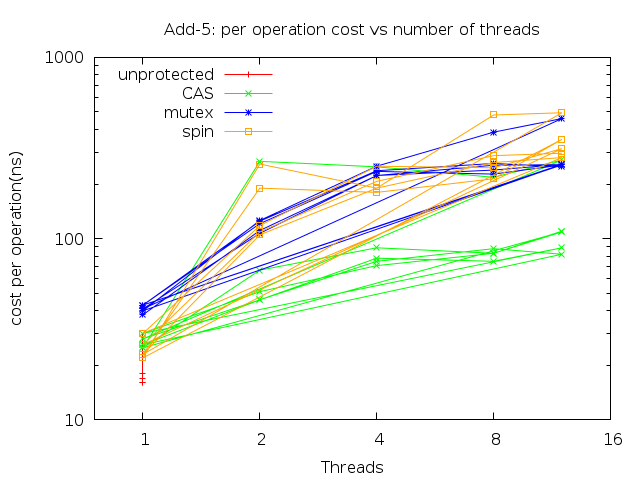 Add-5: per operation cost vs number of threads
1000
unprotected
CAS
mutex
spin
100
cost per operation(ns)
10
1 2 4 8 16
Threads